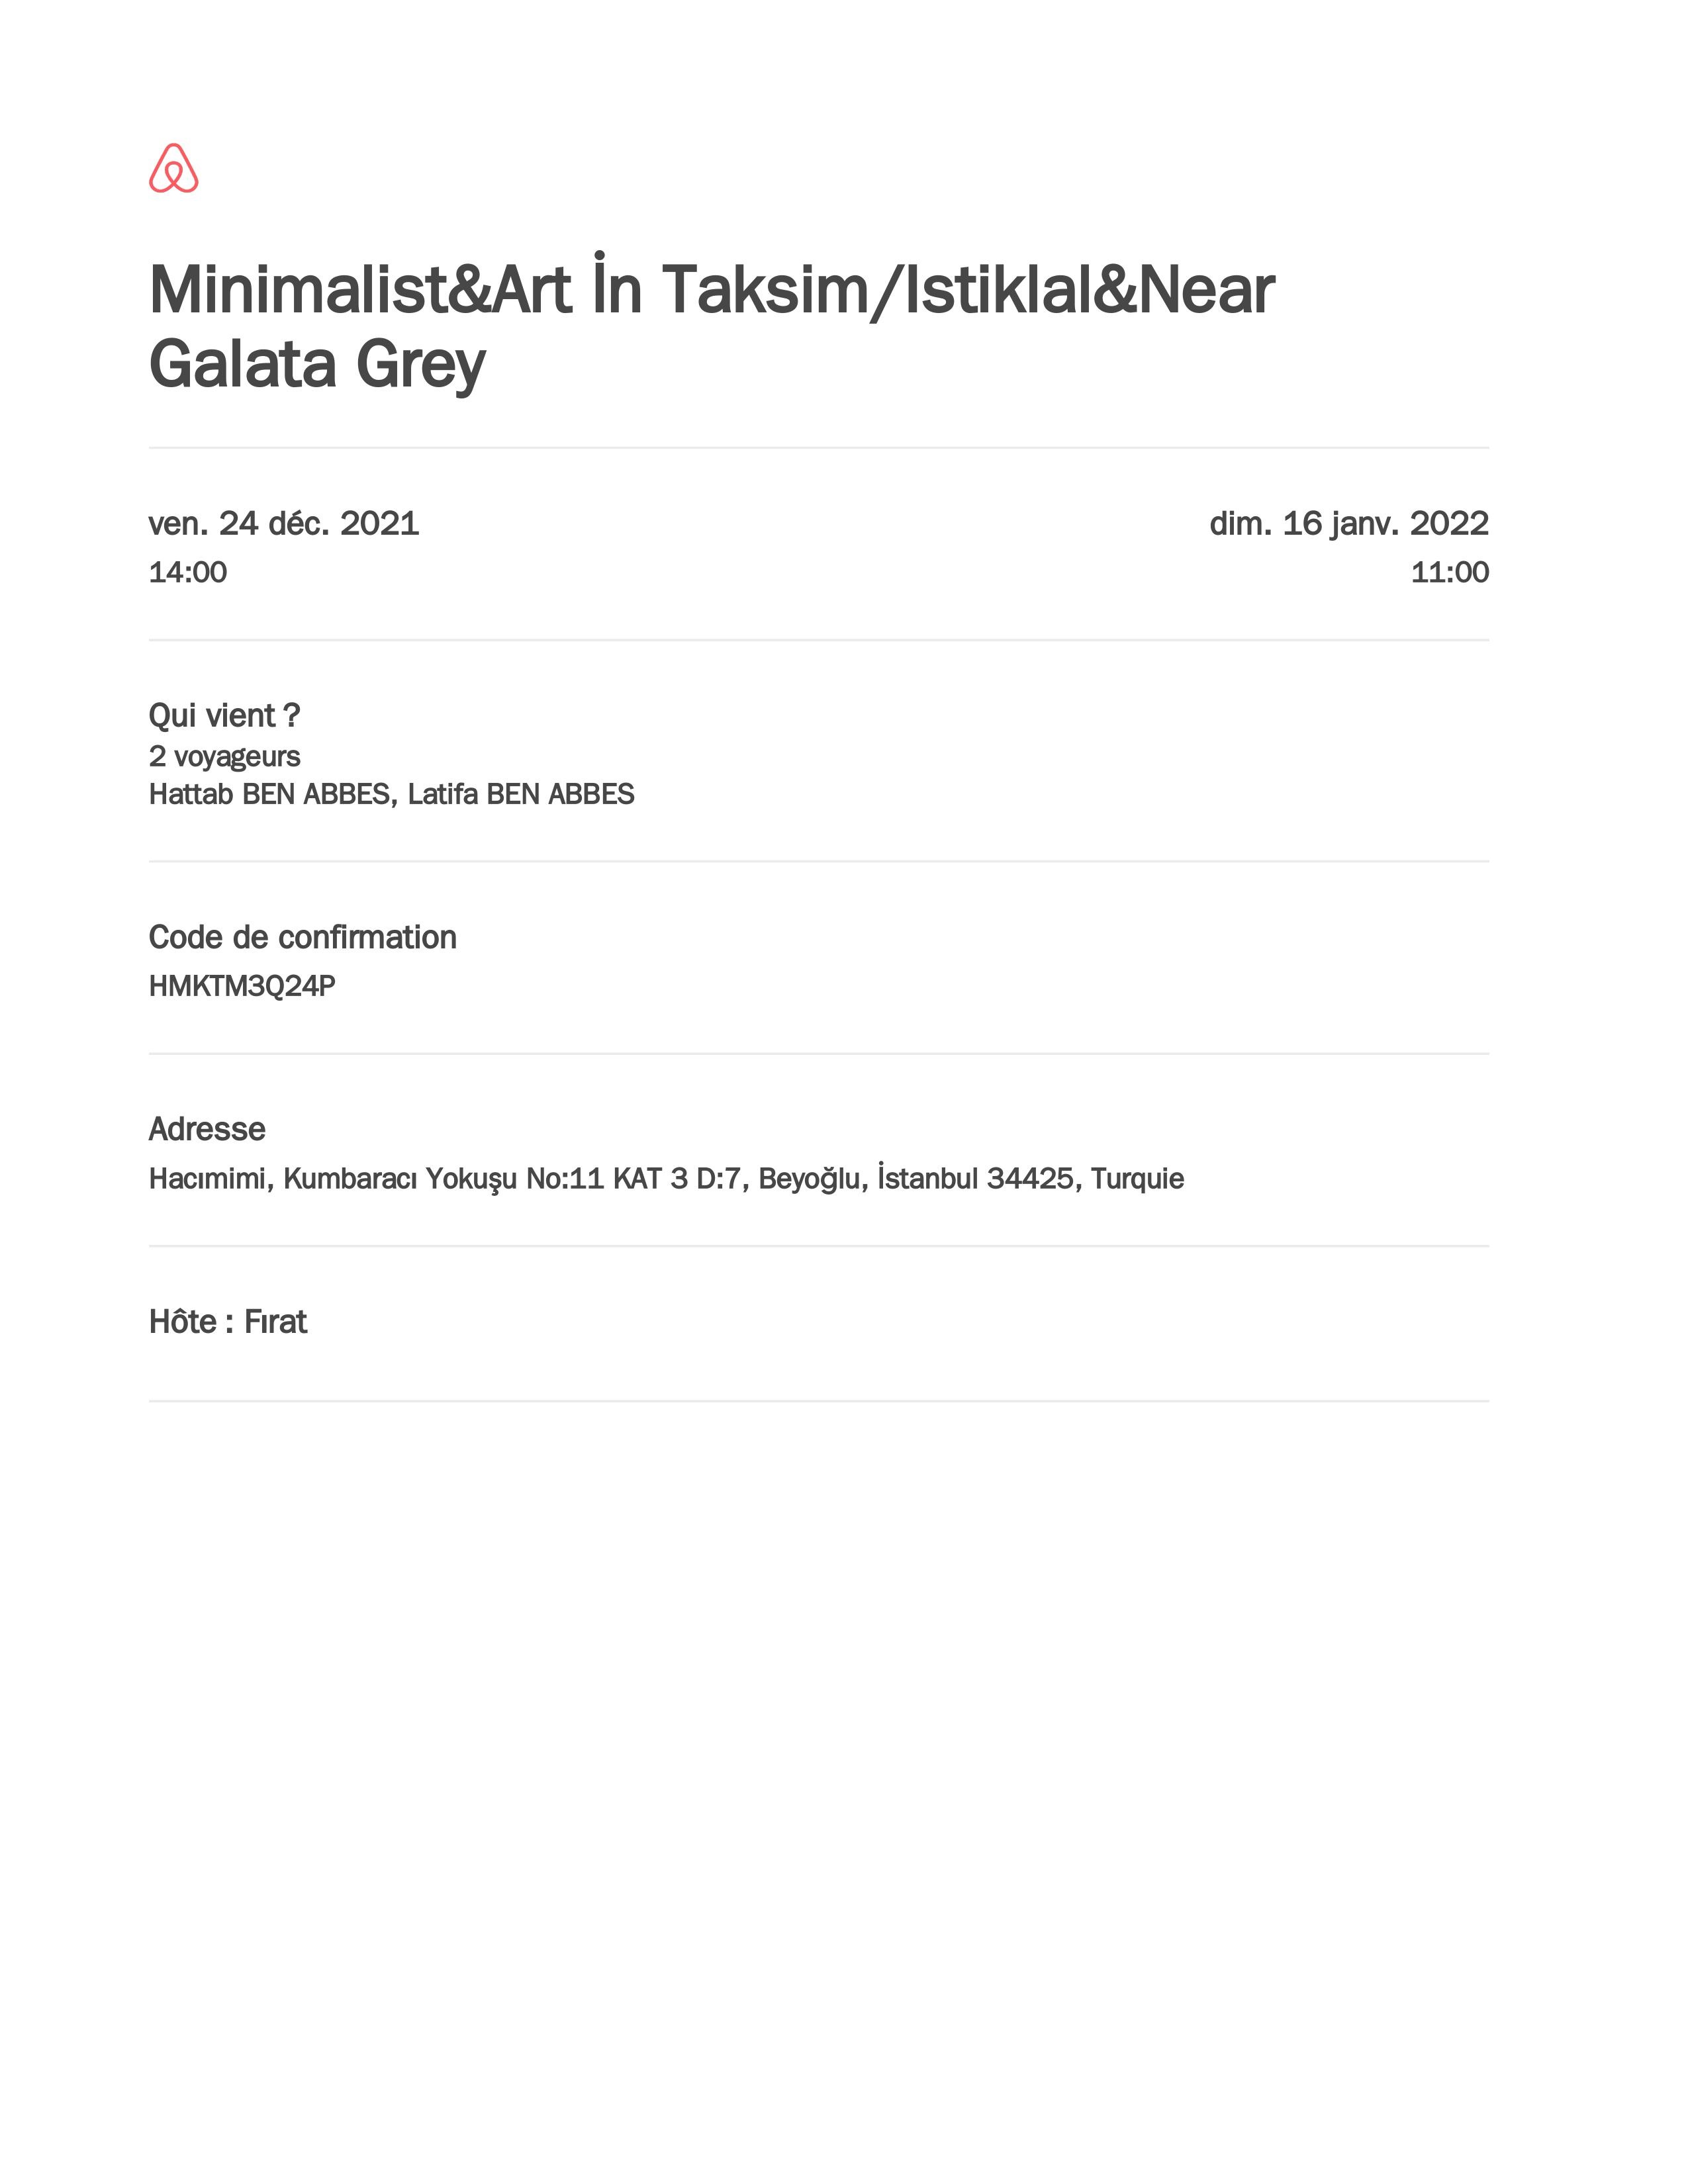 Minimalist&Art İn Taksim/Istiklal&Near
Galata Grey
ven. 24 déc. 2021
14:00
dim. 16 janv. 2022
11:00
Qui vient ?
2 voyageurs
Hattab BEN ABBES, Latifa BEN ABBES
Code de confirmation
HMKTM3Q24P
Adresse
Hacımimi, Kumbaracı Yokuşu No:11 KAT 3 D:7, Beyoğlu, İstanbul 34425, Turquie
Hôte : Fırat